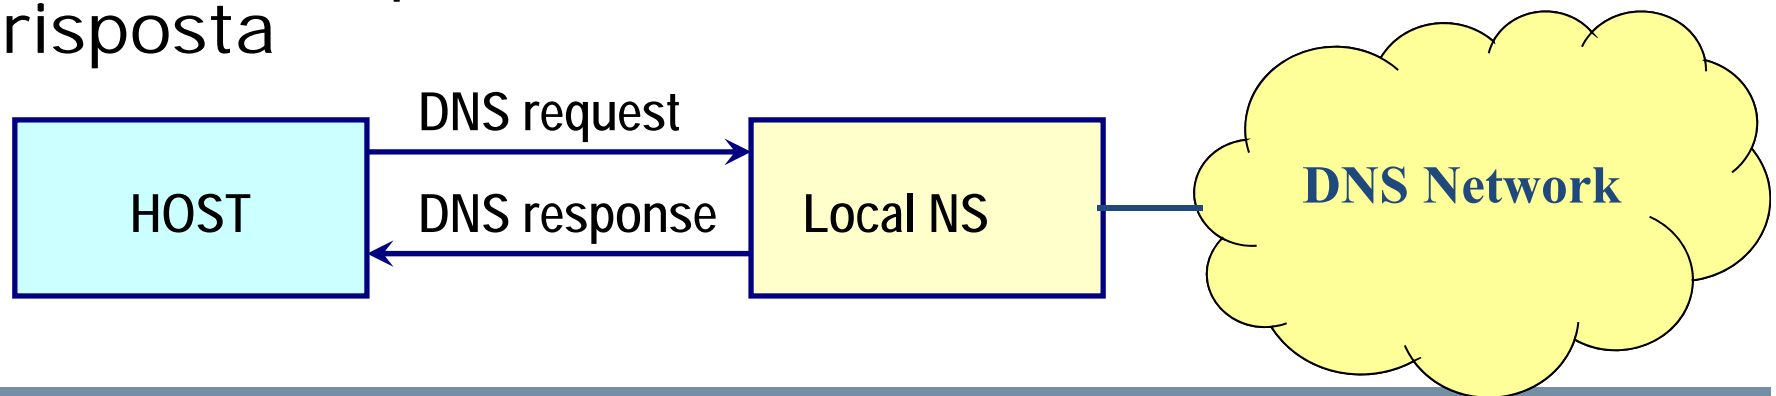 risposta
DNS request
HOST
DNS response
Local NS
DNS Network